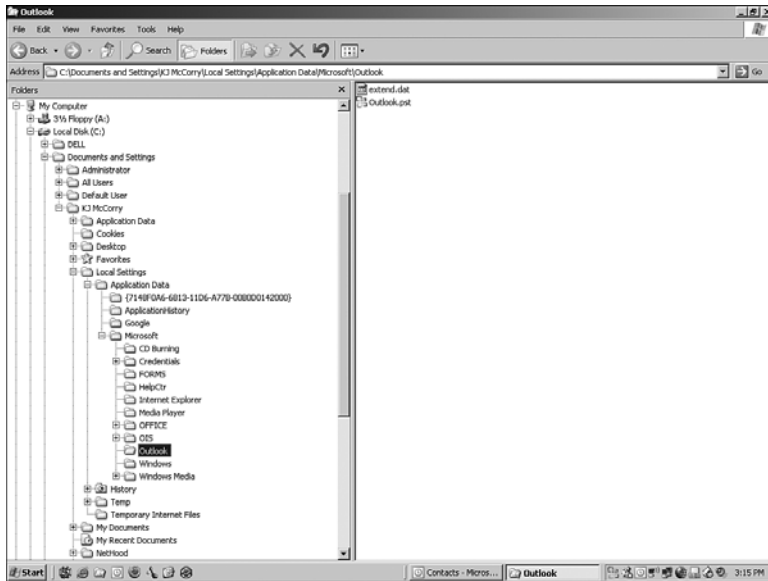 Outlook
File Edit View Favorites Tools Help
Back Search Folders
Address C:\Documents and Settings\KJ McCorry\Local Settings\Application Data\Microsoft\Outlook Go
Folders
My Computer
3½ Floppy (A:)
Local Disk (C:)
DELL
Documents and Settings
Administrator
All Users
Default User
KJ McCorry
Application Data
Cookies
Desktop
Favorites
Local Settings
Application Data
{7148F0A6-6813-11D6-A77B-00B0D0142000}
ApplicationHistory
Google
Microsoft
CD Burning
Credentials
FORMS
HelpCtr
Internet Explorer
Media Player
OFFICE
OIS
Outlook
Windows
Windows Media
History
Temp
Temporary Internet Files
My Documents
My Recent Documents
NetHood
extend.dat
Outlook.pst
Start Contacts - Micros... Outlook 3:15 PM